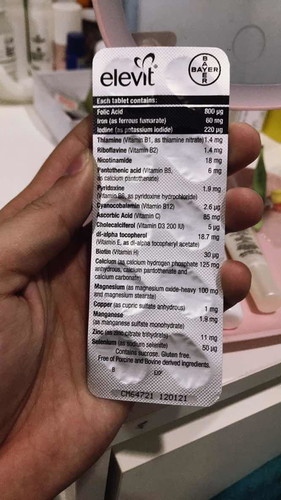 elevit
BAYER
BAYER
Each tablet contains:
Folic Acid 800 µg
Iron (as ferrous fumarate) 60 mg
Iodine (as potassium iodide) 220 µg
Thiamine (Vitamin B1, as thiamine nitrate) 1.4 mg
Riboflavine (Vitamin B2) 1.4 mg
Nicotinamide 18 mg
Pantothenic acid (Vitamin B5, 6 mg
as calcium pantothenate)
Pyridoxine 1.9 mg
(Vitamin B6, as pyridoxine hydrochloride)
Cyanocobalamin (Vitamin B12) 2.6 µg
Ascorbic Acid (Vitamin C) 85 mg
Cholecalciferol (Vitamin D3 200 IU) 5 µg
dl-alpha tocopherol 18.7 mg
(Vitamin E, as dl-alpha tocopheryl acetate)
Biotin (Vitamin H) 30 µg
Calcium (as calcium hydrogen phosphate 125 mg
anhydrous, calcium pantothenate and
calcium carbonate)
Magnesium (as magnesium oxide-heavy 100 mg
and magnesium stearate)
Copper (as cupric sulfate anhydrous) 1 mg
Manganese 1.9 mg
(as manganese sulfate monohydrate)
Zinc (as zinc citrate trihydrate) 11 mg
Selenium (as sodium selenate) 50 µg
Contains sucrose. Gluten free.
Free of Porcine and Bovine derived ingredients.
B EXP
CM64721 120121